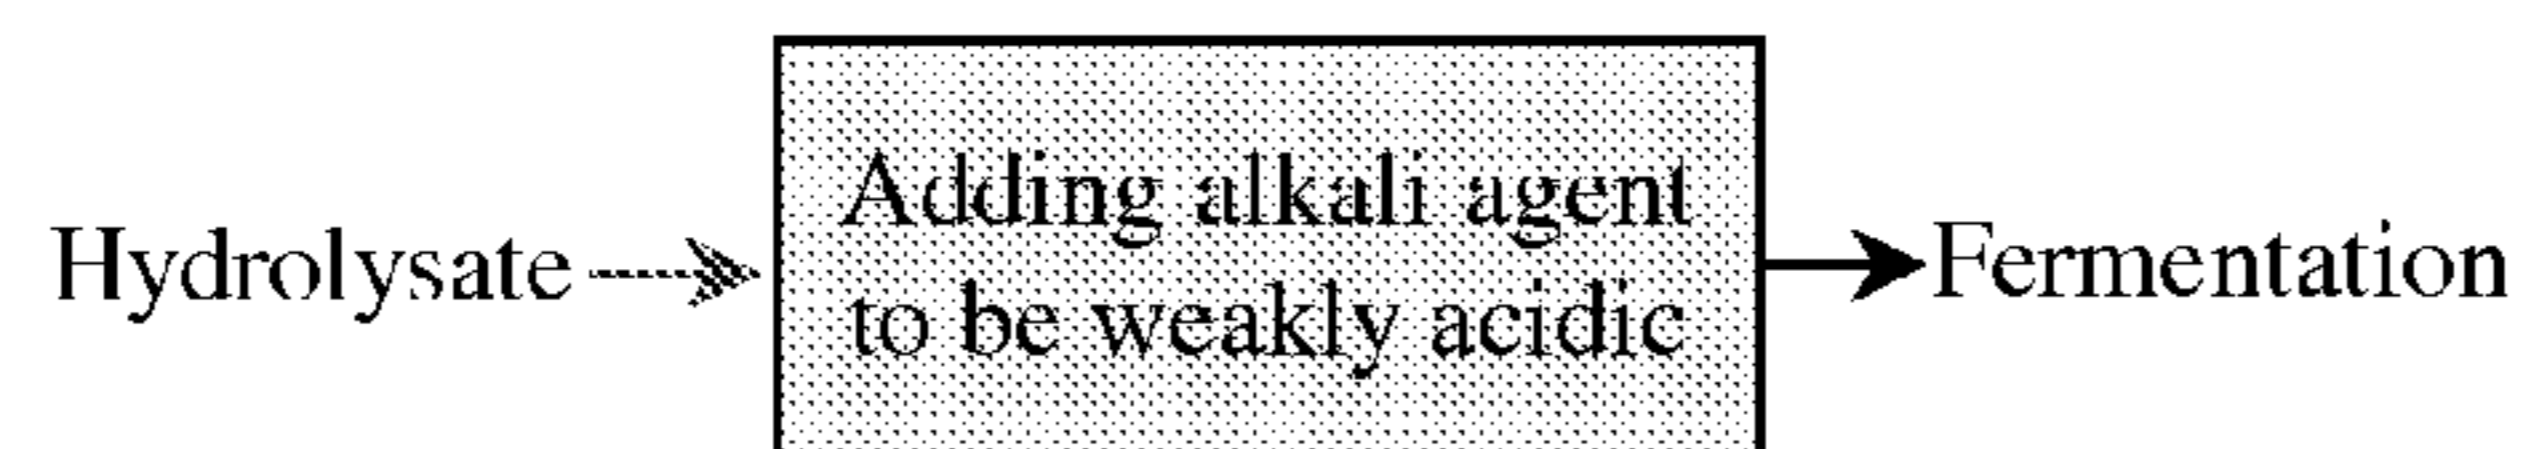 Hydrolysate
Adding alkali agent
to be weakly acidic
Fermentation